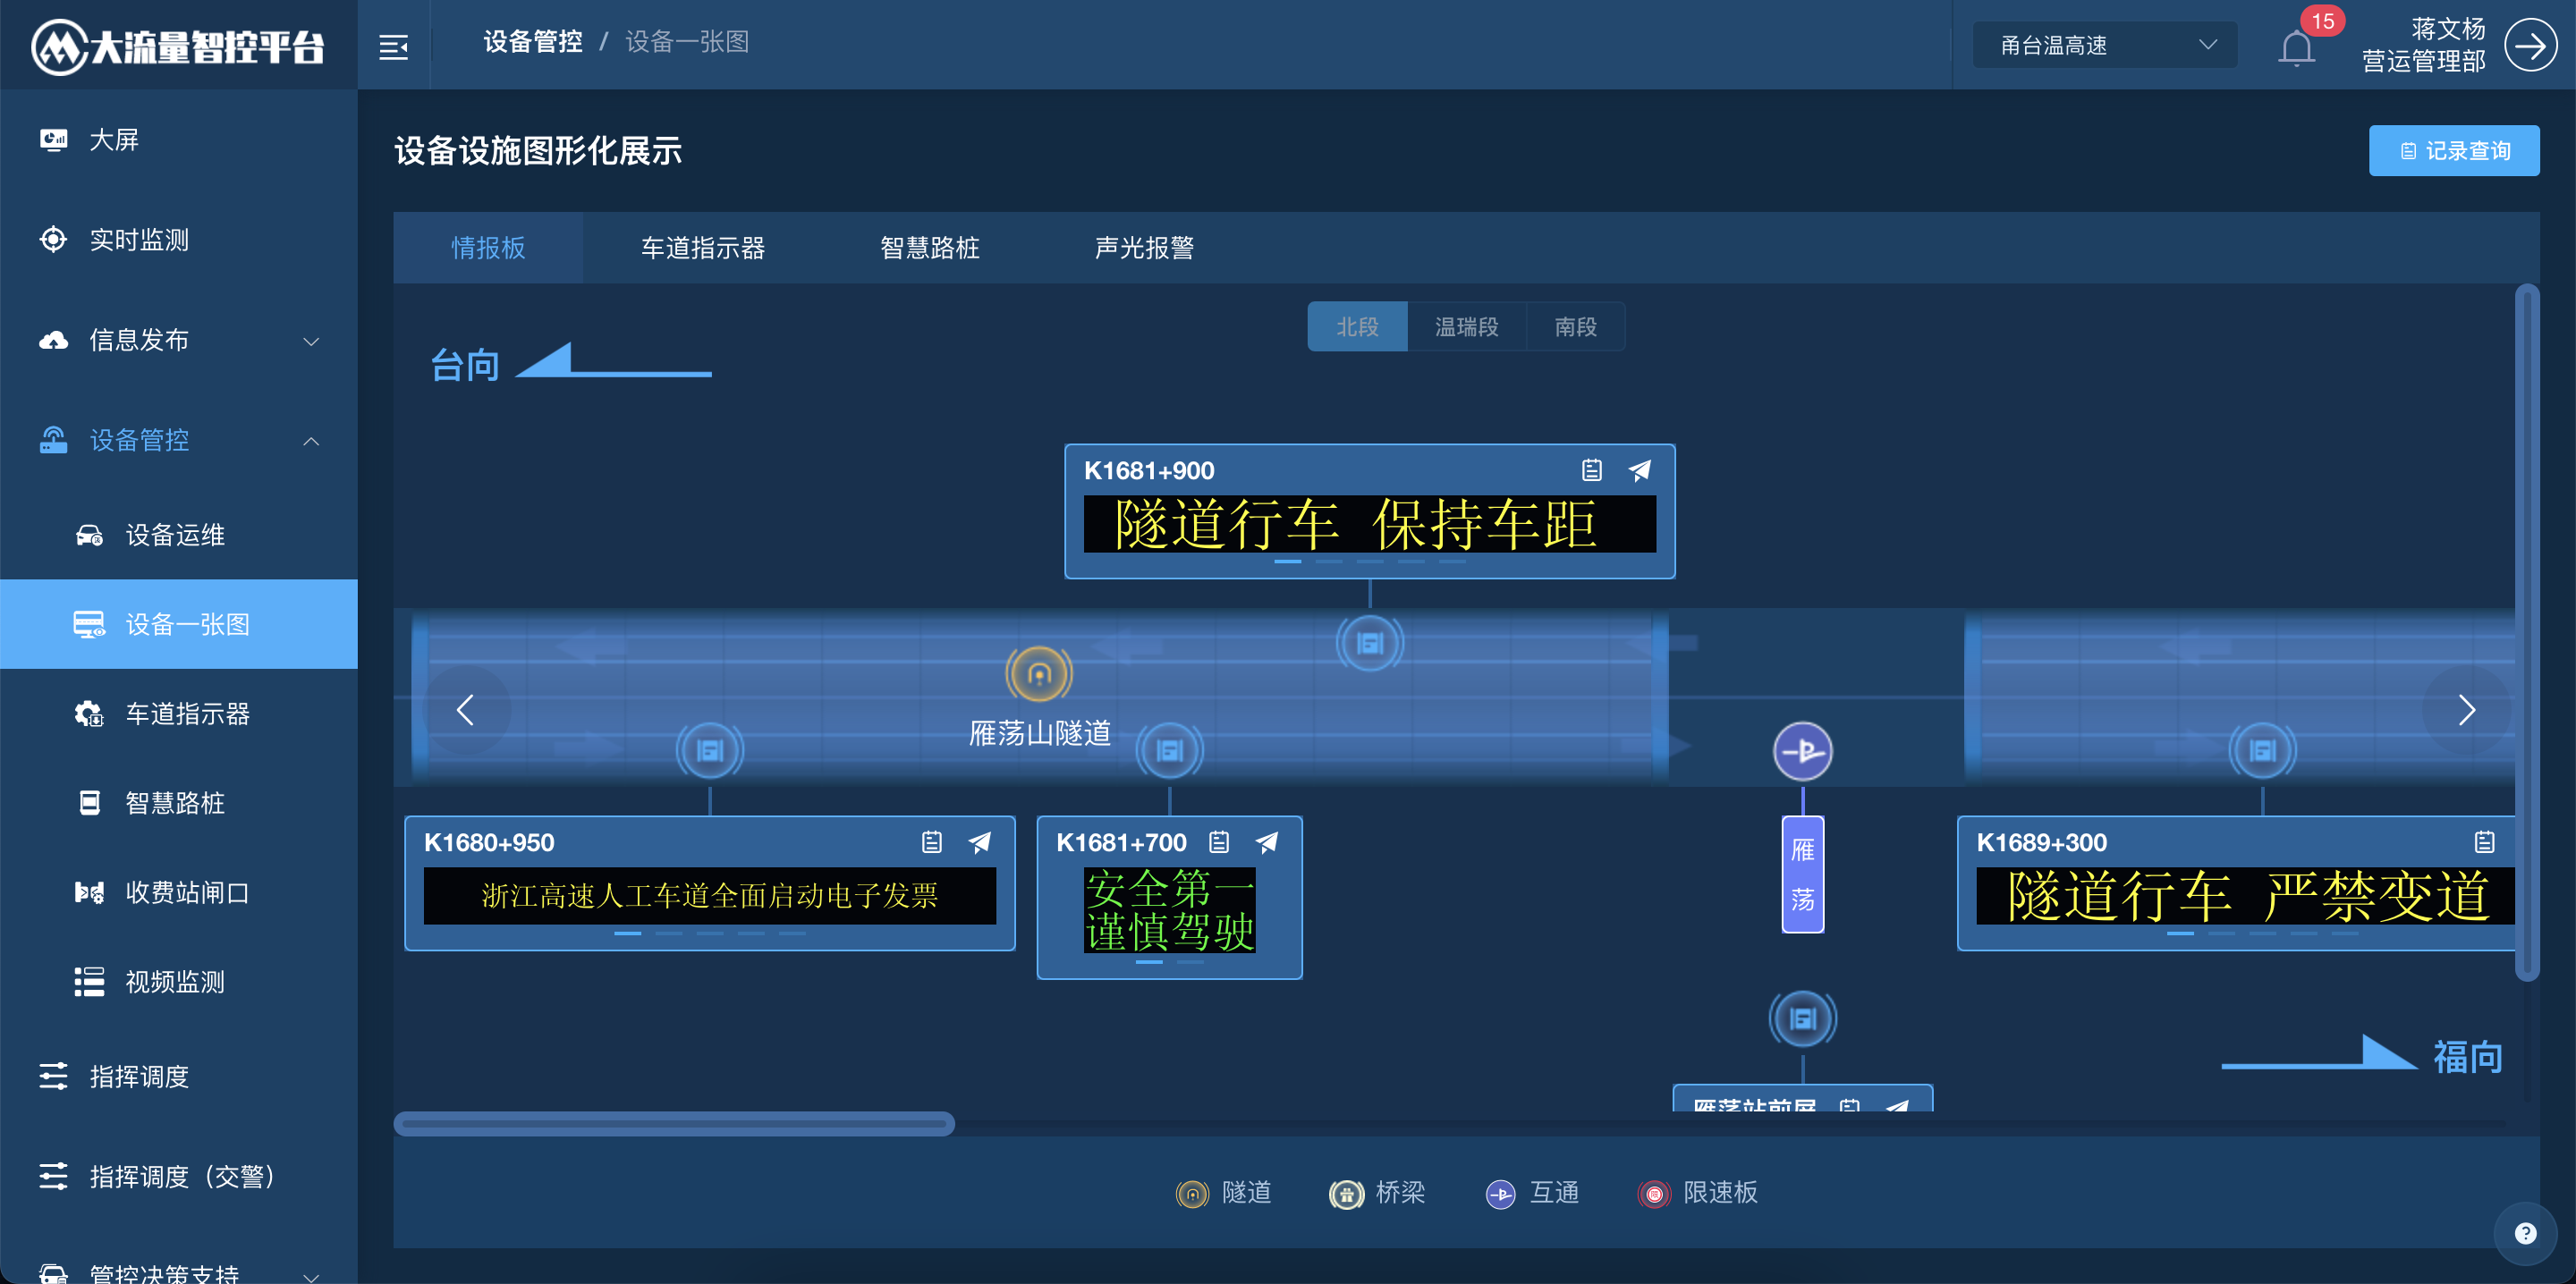 大流量智控平台
设备管控 / 设备一张图
甬台温高速
15
蒋文杨
营运管理部
大屏
实时监测
信息发布
设备管控
设备运维
设备一张图
车道指示器
智慧路桩
收费站闸口
视频监测
指挥调度
指挥调度（交警）
管控决策支持
设备设施图形化展示
记录查询
情报板
车道指示器
智慧路桩
声光报警
北段
温瑞段
南段
台向
K1681+900
隧道行车 保持车距
雁荡山隧道
K1680+950
浙江高速人工车道全面启动电子发票
K1681+700
安全第一
谨慎驾驶
雁
荡
K1689+300
隧道行车 严禁变道
福向
雁荡站前屏
隧道
桥梁
互通
限速板
?